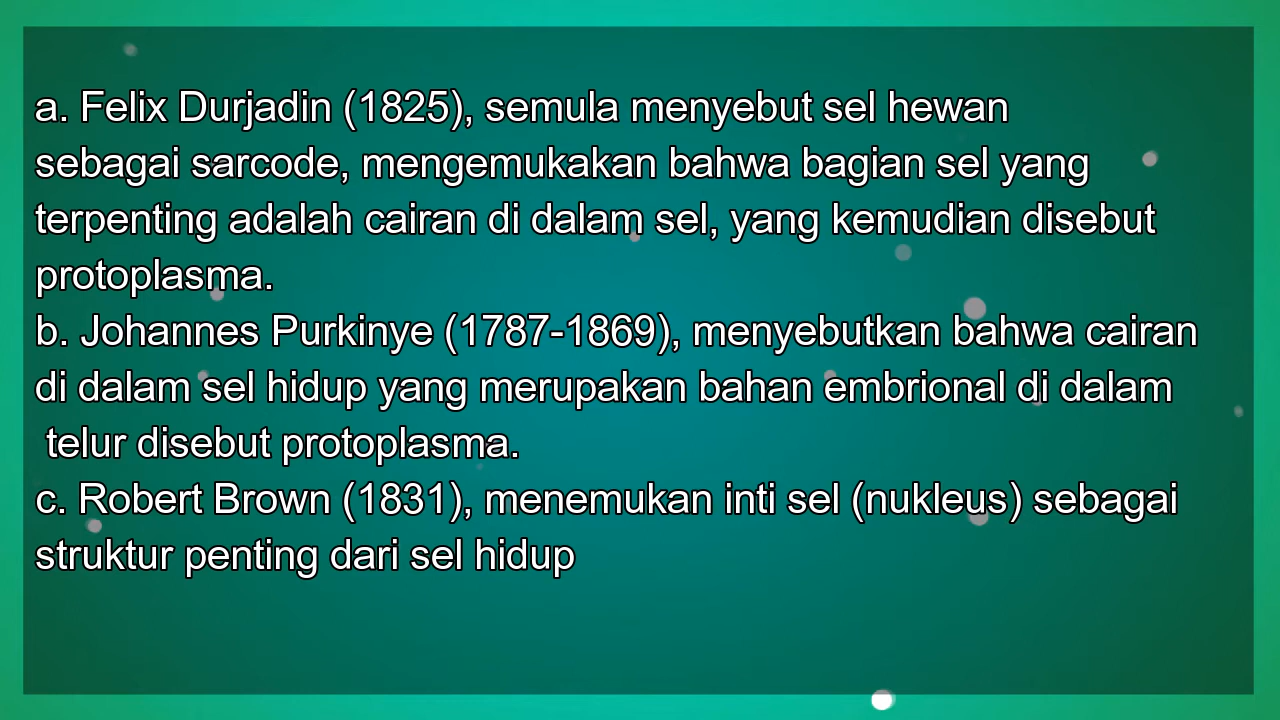 a. Felix Durjadin (1825), semula menyebut sel hewan
sebagai sarcode, mengemukakan bahwa bagian sel yang
terpenting adalah cairan di dalam sel, yang kemudian disebut
protoplasma.
b. Johannes Purkinye (1787-1869), menyebutkan bahwa cairan
di dalam sel hidup yang merupakan bahan embrional di dalam
telur disebut protoplasma.
c. Robert Brown (1831), menemukan inti sel (nukleus) sebagai
struktur penting dari sel hidup